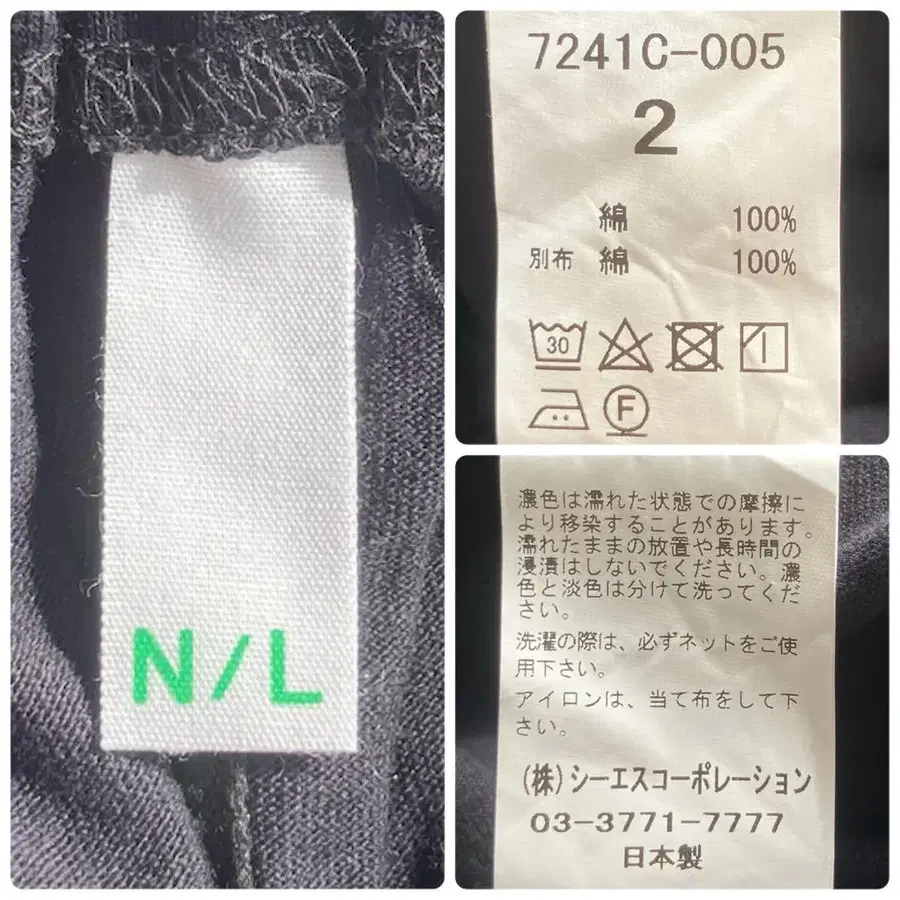 N/L
7241C-005
2
綿 100%
別布 綿 100%
30
F
濃色は濡れた状態での摩擦に
より移染することがあります。
濡れたままの放置や長時間の
浸漬はしないでください。濃
色と淡色は分けて洗ってくだ
さい。
洗濯の際は、必ずネットをご使
用下さい。
アイロンは、当て布をして下
さい。
(株)シーエスコーポレーション
03-3771-7777
日本製